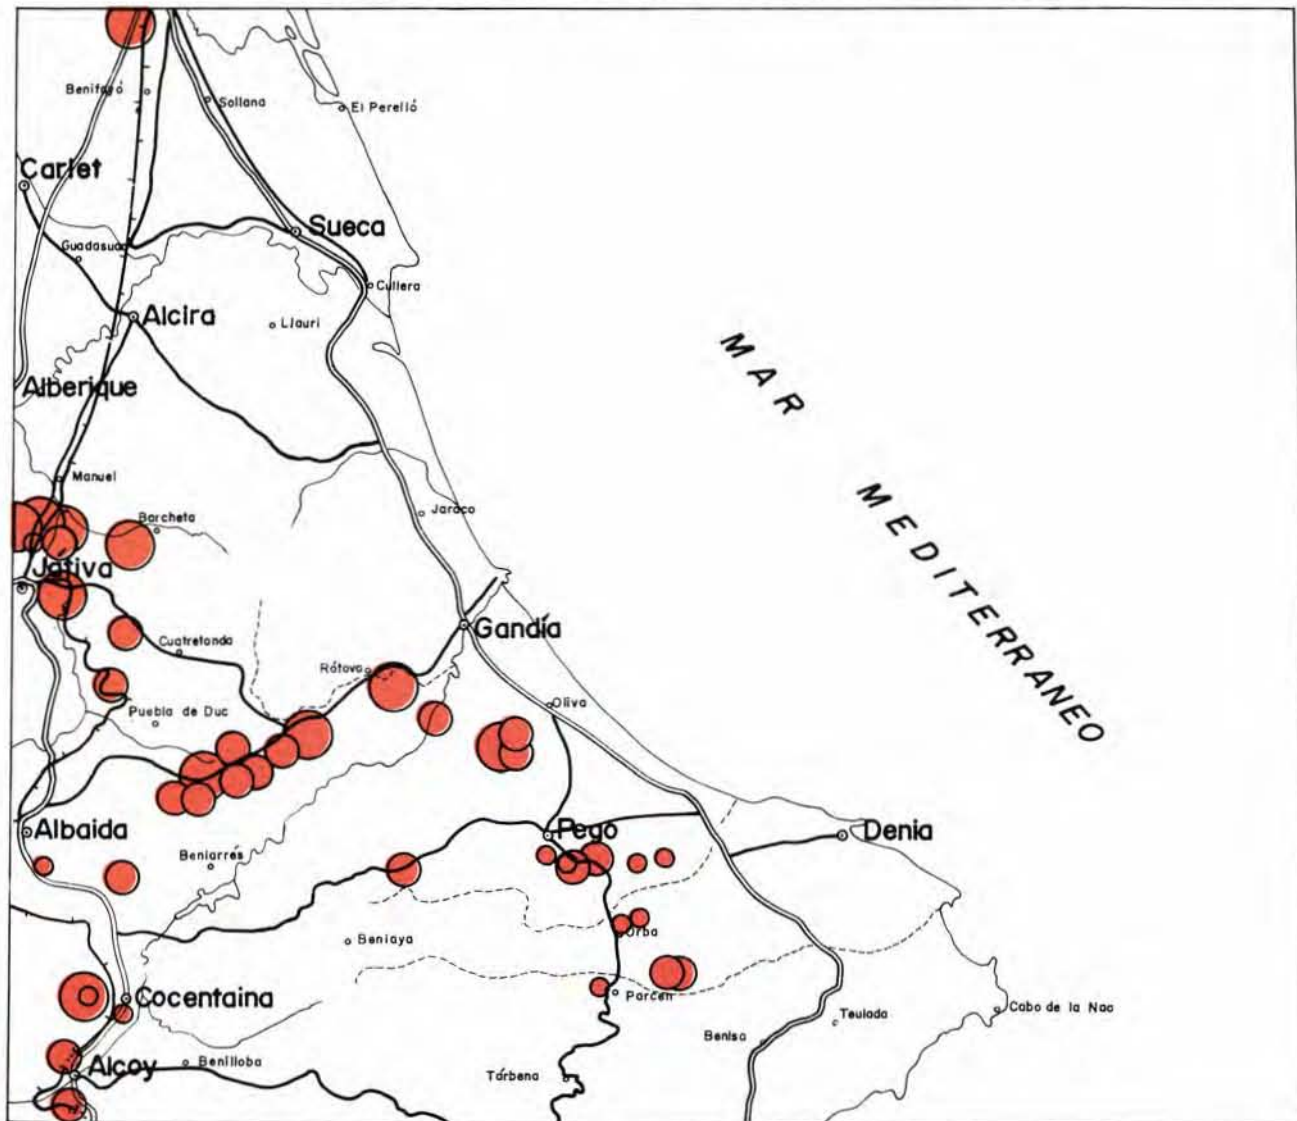 Benifayó
Sollana
El Perelló
Carlet
Sueca
Guadasuar
Cullera
Alcira
Llauri
MAR
Alberique
Manuel
MEDITERRANEO
Barcheta
Jaraco
Jativa
Gandía
Cuatretonda
Rótova
Oliva
Puebla de Duc
Albaida
Pego
Denia
Beniarrés
Orba
Beniaya
Cocentaina
Parcen
Cabo de la Nao
Teulada
Benisa
Alcoy
Benilloba
Tárbena